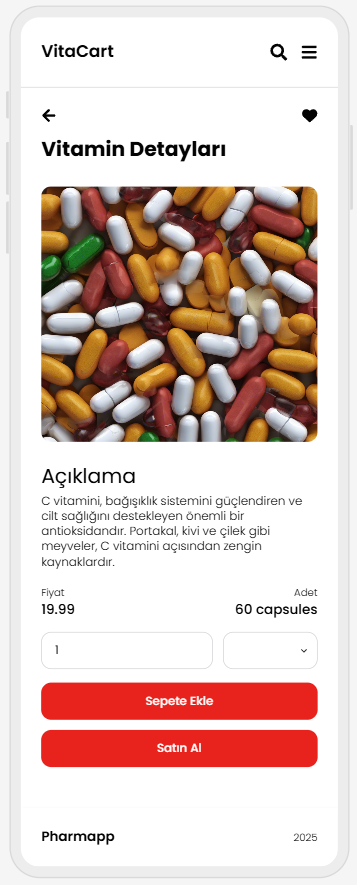 VitaCart
Vitamin Detayları
Açıklama
C vitamini, bağışıklık sistemini güçlendiren ve
cilt sağlığını destekleyen önemli bir
antioksidandır. Portakal, kivi ve çilek gibi
meyveler, C vitamini açısından zengin
kaynaklardır.
Fiyat
Adet
19.99
60 capsules
1
Sepete Ekle
Satın Al
Pharmapp
2025